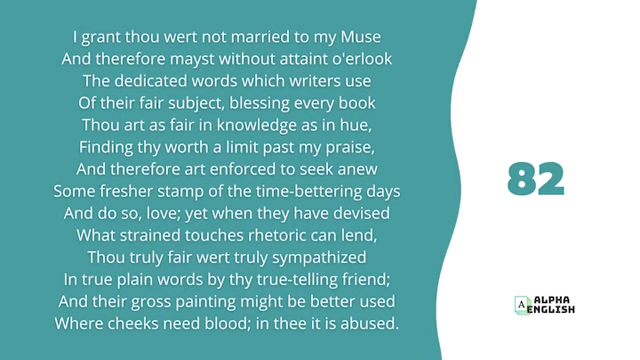 I grant thou wert not married to my Muse
And therefore mayst without attaint o'erlook
The dedicated words which writers use
Of their fair subject, blessing every book
Thou art as fair in knowledge as in hue,
Finding thy worth a limit past my praise,
And therefore art enforced to seek anew
Some fresher stamp of the time-bettering days
And do so, love; yet when they have devised
What strained touches rhetoric can lend,
Thou truly fair wert truly sympathized
In true plain words by thy true-telling friend;
And their gross painting might be better used
Where cheeks need blood; in thee it is abused.
82
A
ALPHA
ENGLISH